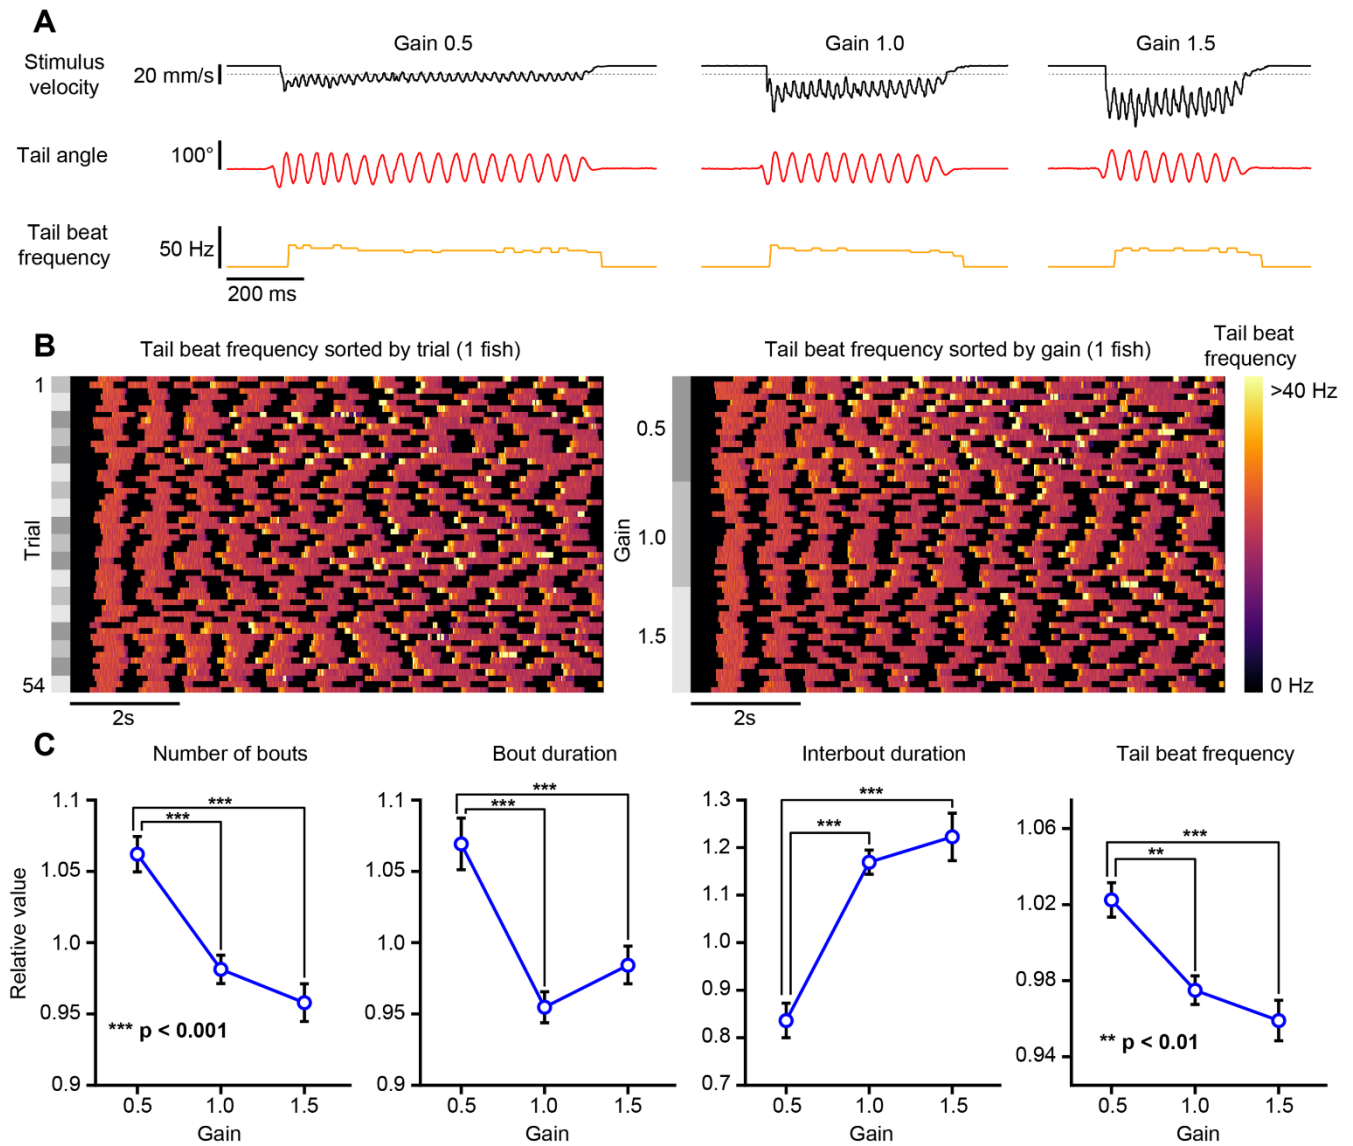 A
Gain 0.5
Gain 1.0
Gain 1.5
Stimulus
velocity
20 mm/s
Tail angle
100°
Tail beat
frequency
50 Hz
200 ms
B
Tail beat frequency sorted by trial (1 fish)
Tail beat frequency sorted by gain (1 fish)
Tail beat
frequency
1
Trial
54
2s
0.5
1.0
1.5
Gain
2s
>40 Hz
0 Hz
C
Number of bouts
Relative value
1.1
1.05
1.0
0.95
0.9
***
***
*** p < 0.001
0.5 1.0 1.5
Gain
Bout duration
1.1
1.05
1.0
0.95
0.9
***
***
0.5 1.0 1.5
Gain
Interbout duration
1.3
1.2
1.1
1.0
0.9
0.8
0.7
***
***
0.5 1.0 1.5
Gain
Tail beat frequency
1.06
1.02
0.98
0.94
***
**
** p < 0.01
0.5 1.0 1.5
Gain